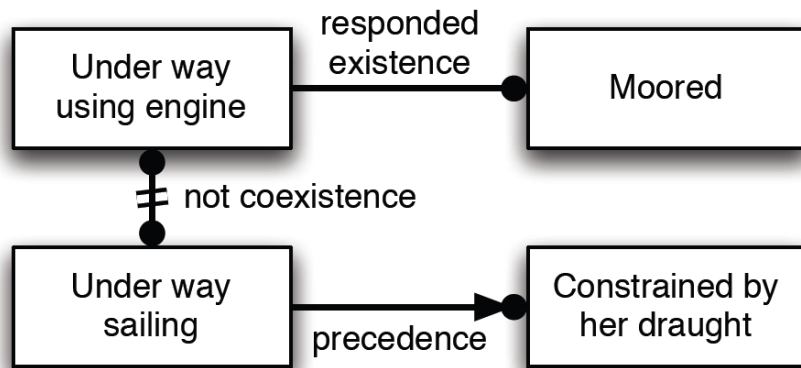 Under way
using engine
responded
existence
Moored
not coexistence
Under way
sailing
precedence
Constrained by
her draught